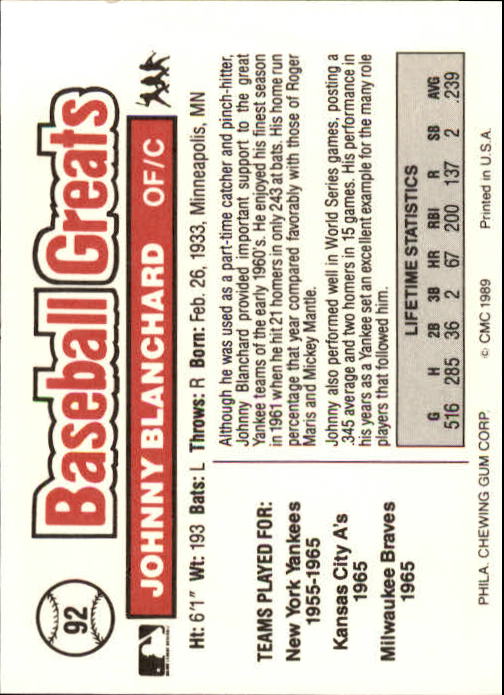 92
Baseball Greats
JOHNNY BLANCHARD OF/C
Ht: 6'1" Wt: 193 Bats: L Throws: R Born: Feb. 26, 1933, Minneapolis, MN
TEAMS PLAYED FOR:
New York Yankees
1955-1965
Kansas City A's
1965
Milwaukee Braves
1965
Although he was used as a part-time catcher and pinch-hitter,
Johnny Blanchard provided important support to the great
Yankee teams of the early 1960's. He enjoyed his finest season
in 1961 when he hit 21 homers in only 243 at bats. His home run
percentage that year compared favorably with those of Roger
Maris and Mickey Mantle.
Johnny also performed well in World Series games, posting a
.345 average and two homers in 15 games. His performance in
his years as a Yankee set an excellent example for the many role
players that followed him.
LIFETIME STATISTICS
G H 2B 3B HR RBI R SB AVG
516 285 36 2 67 200 137 2 .239
PHILA. CHEWING GUM CORP. © CMC 1989 Printed in U.S.A.